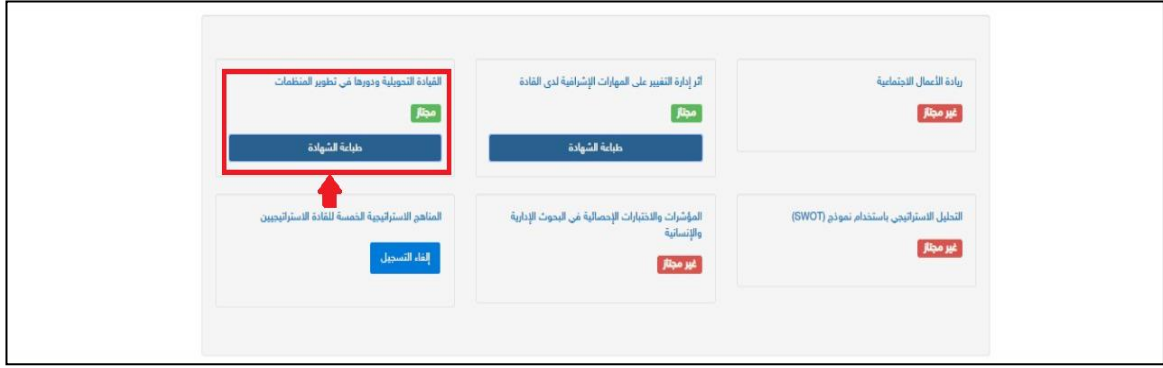 ريادة الأعمال الاجتماعية
غير مجتاز
أثر إدارة التغيير على المهارات الإشرافية لدى القادة
مجتاز
طباعة الشهادة
القيادة التحويلية ودورها في تطوير المنظمات
مجتاز
طباعة الشهادة
التحليل الاستراتيجي باستخدام نموذج (SWOT)
غير مجتاز
المؤشرات والاختبارات الإحصائية في البحوث الإدارية
والإنسانية
غير مجتاز
المناهج الاستراتيجية الخمسة للقادة الاستراتيجيين
إلغاء التسجيل